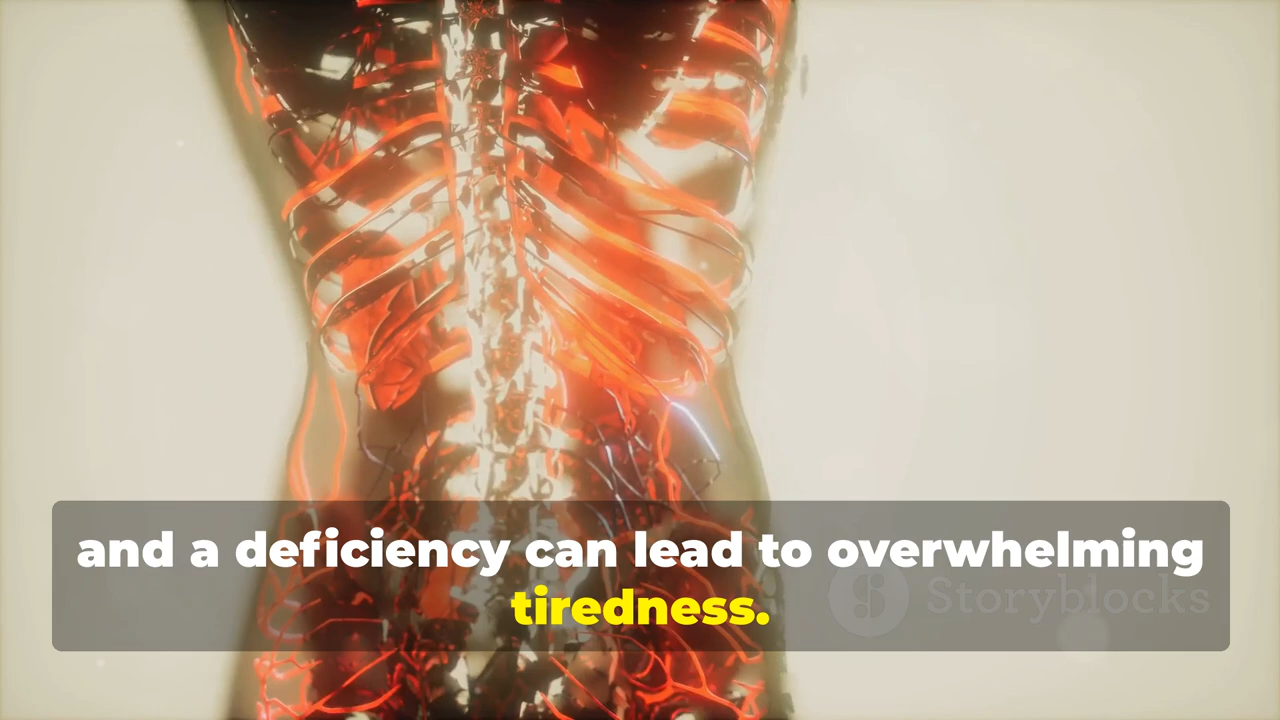 and a deficiency can lead to overwhelming
tiredness.
Storyblocks